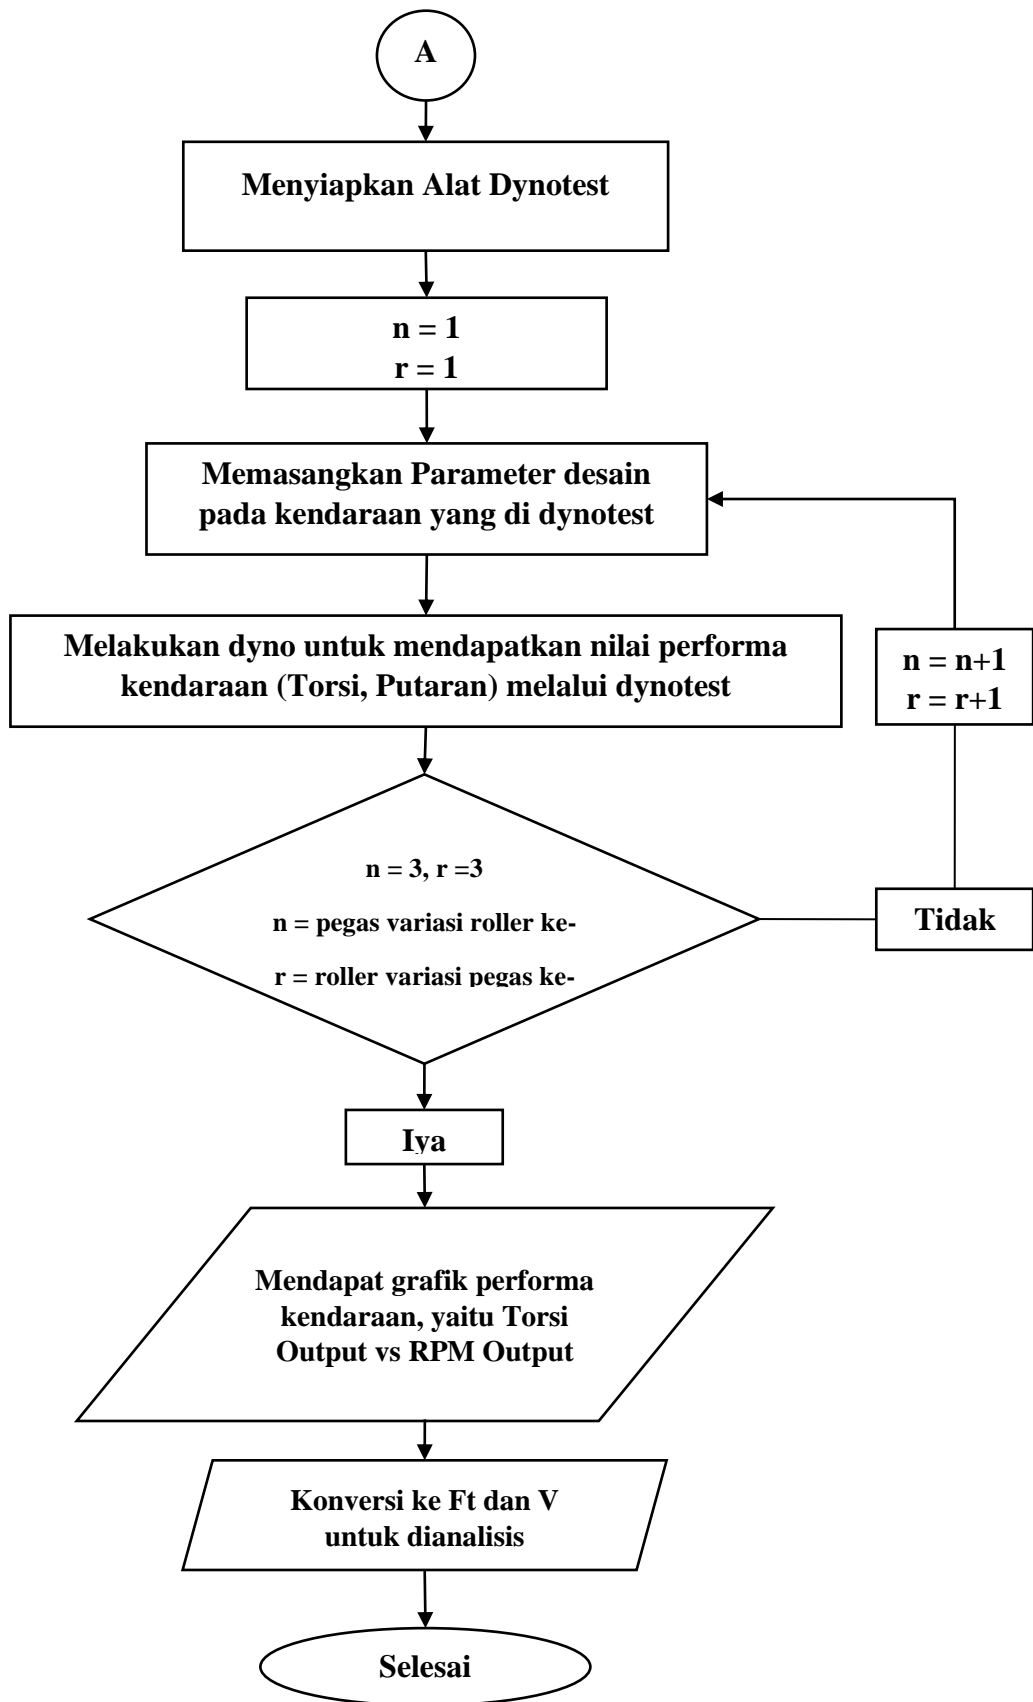 A
Menyiapkan Alat Dynotest
n = 1
r = 1
Memasangkan Parameter desain
pada kendaraan yang di dynotest
Melakukan dyno untuk mendapatkan nilai performa
kendaraan (Torsi, Putaran) melalui dynotest
n = n+1
r = r+1
n = 3, r =3
n = pegas variasi roller ke-
r = roller variasi pegas ke-
Tidak
Iya
Mendapat grafik performa
kendaraan, yaitu Torsi
Output vs RPM Output
Konversi ke Ft dan V
untuk dianalisis
Selesai